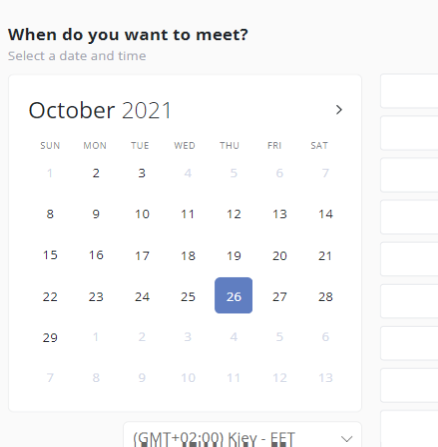 When do you want to meet?
Select a date and time
October 2021
SUN MON TUE WED THU FRI SAT
1 2 3 4 5 6 7
8 9 10 11 12 13 14
15 16 17 18 19 20 21
22 23 24 25 26 27 28
29 1 2 3 4 5 6
7 8 9 10 11 12 13
(GMT+02:00) Kiev - EET